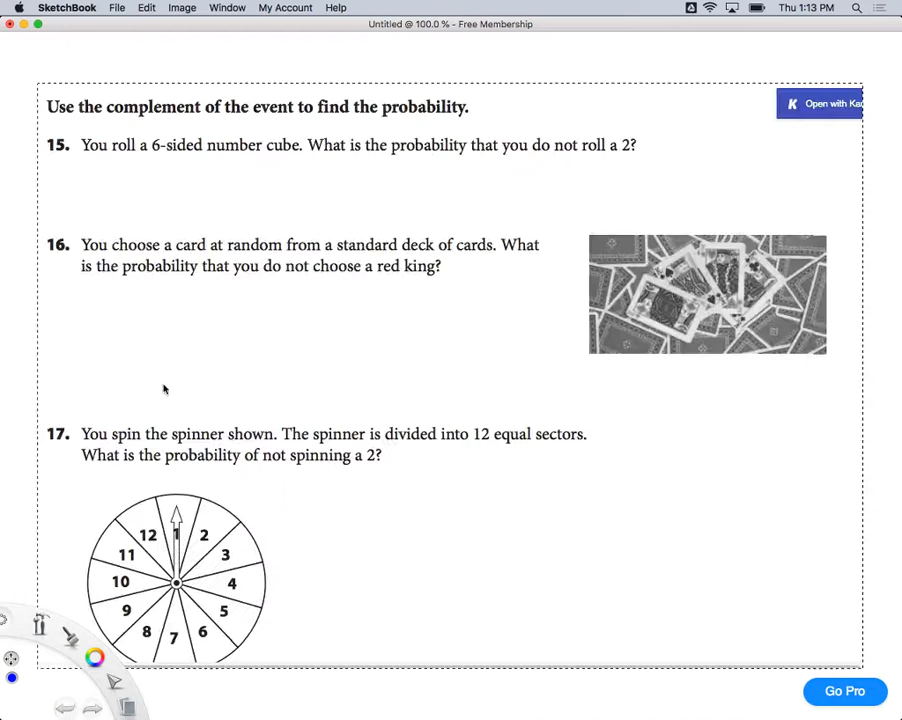 SketchBook File Edit Image Window My Account Help Thu 1:13 PM
Untitled @ 100.0 % - Free Membership
Use the complement of the event to find the probability.
K Open with
15. You roll a 6-sided number cube. What is the probability that you do not roll a 2?
16. You choose a card at random from a standard deck of cards. What
is the probability that you do not choose a red king?
17. You spin the spinner shown. The spinner is divided into 12 equal sectors.
What is the probability of not spinning a 2?
12 1 2
11 3
10 4
9 5
8 7 6
Go Pro